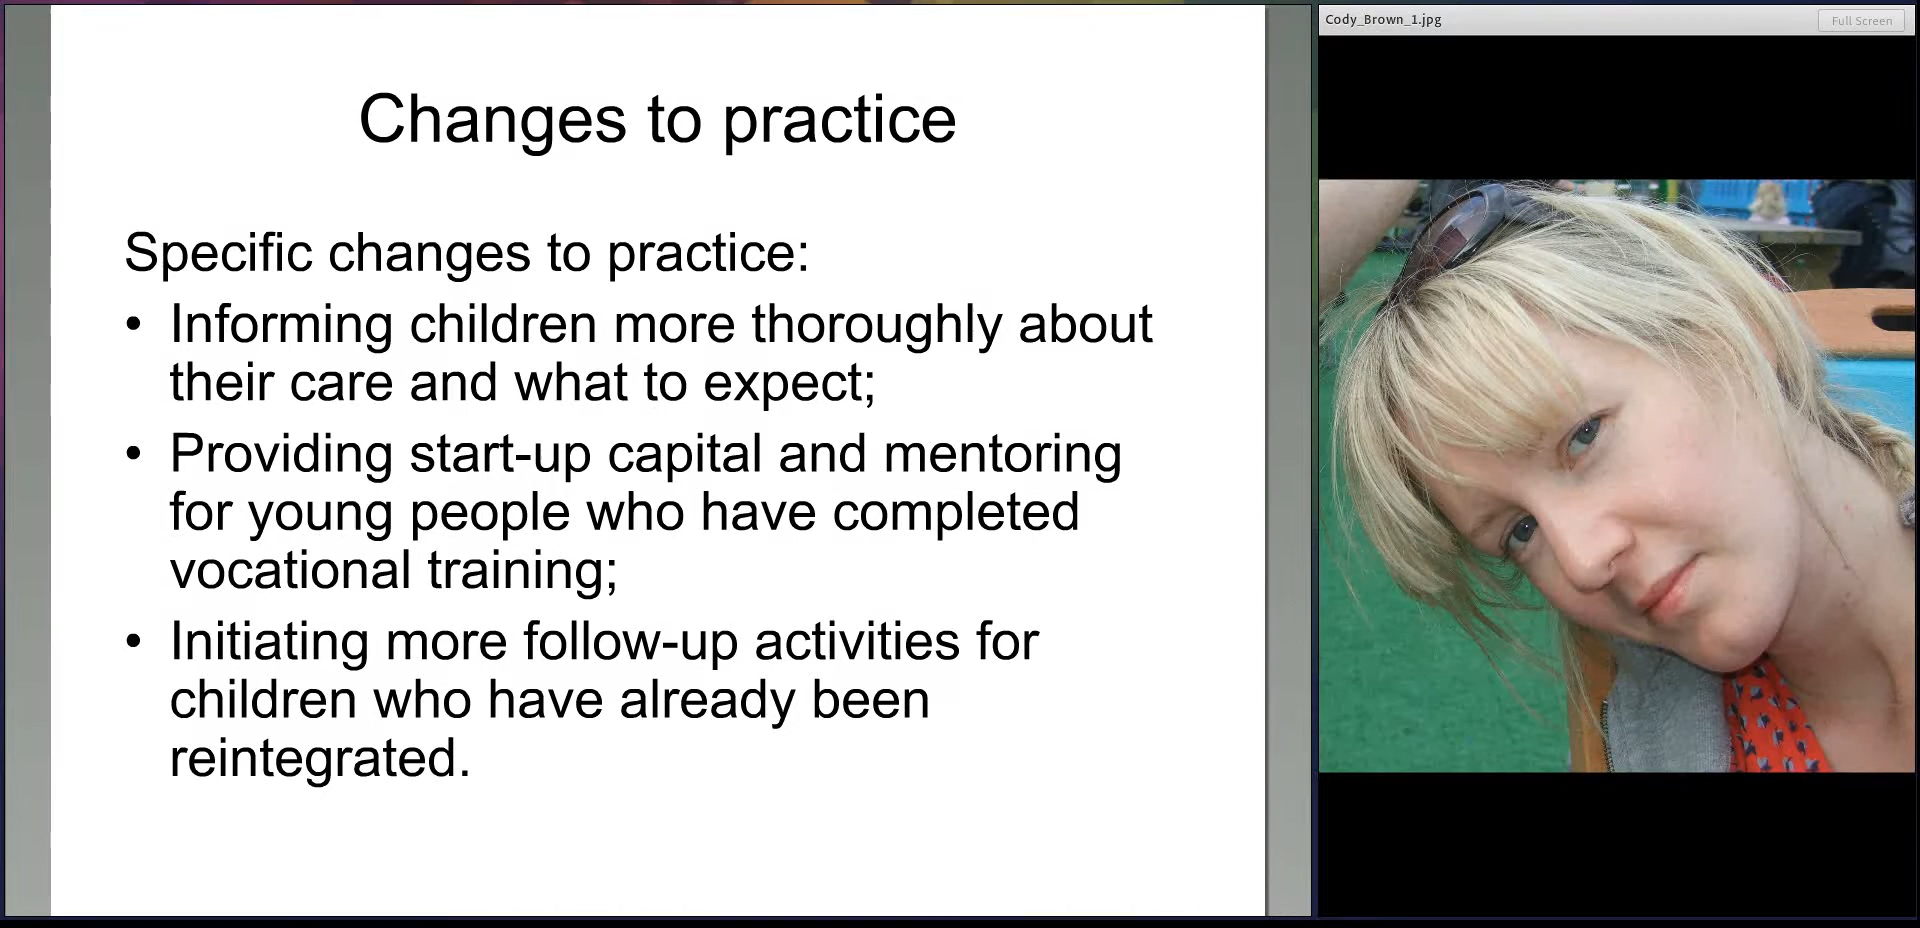 Changes to practice
Specific changes to practice:
• Informing children more thoroughly about
their care and what to expect;
• Providing start-up capital and mentoring
for young people who have completed
vocational training;
• Initiating more follow-up activities for
children who have already been
reintegrated.
Cody_Brown_1.jpg
Full Screen